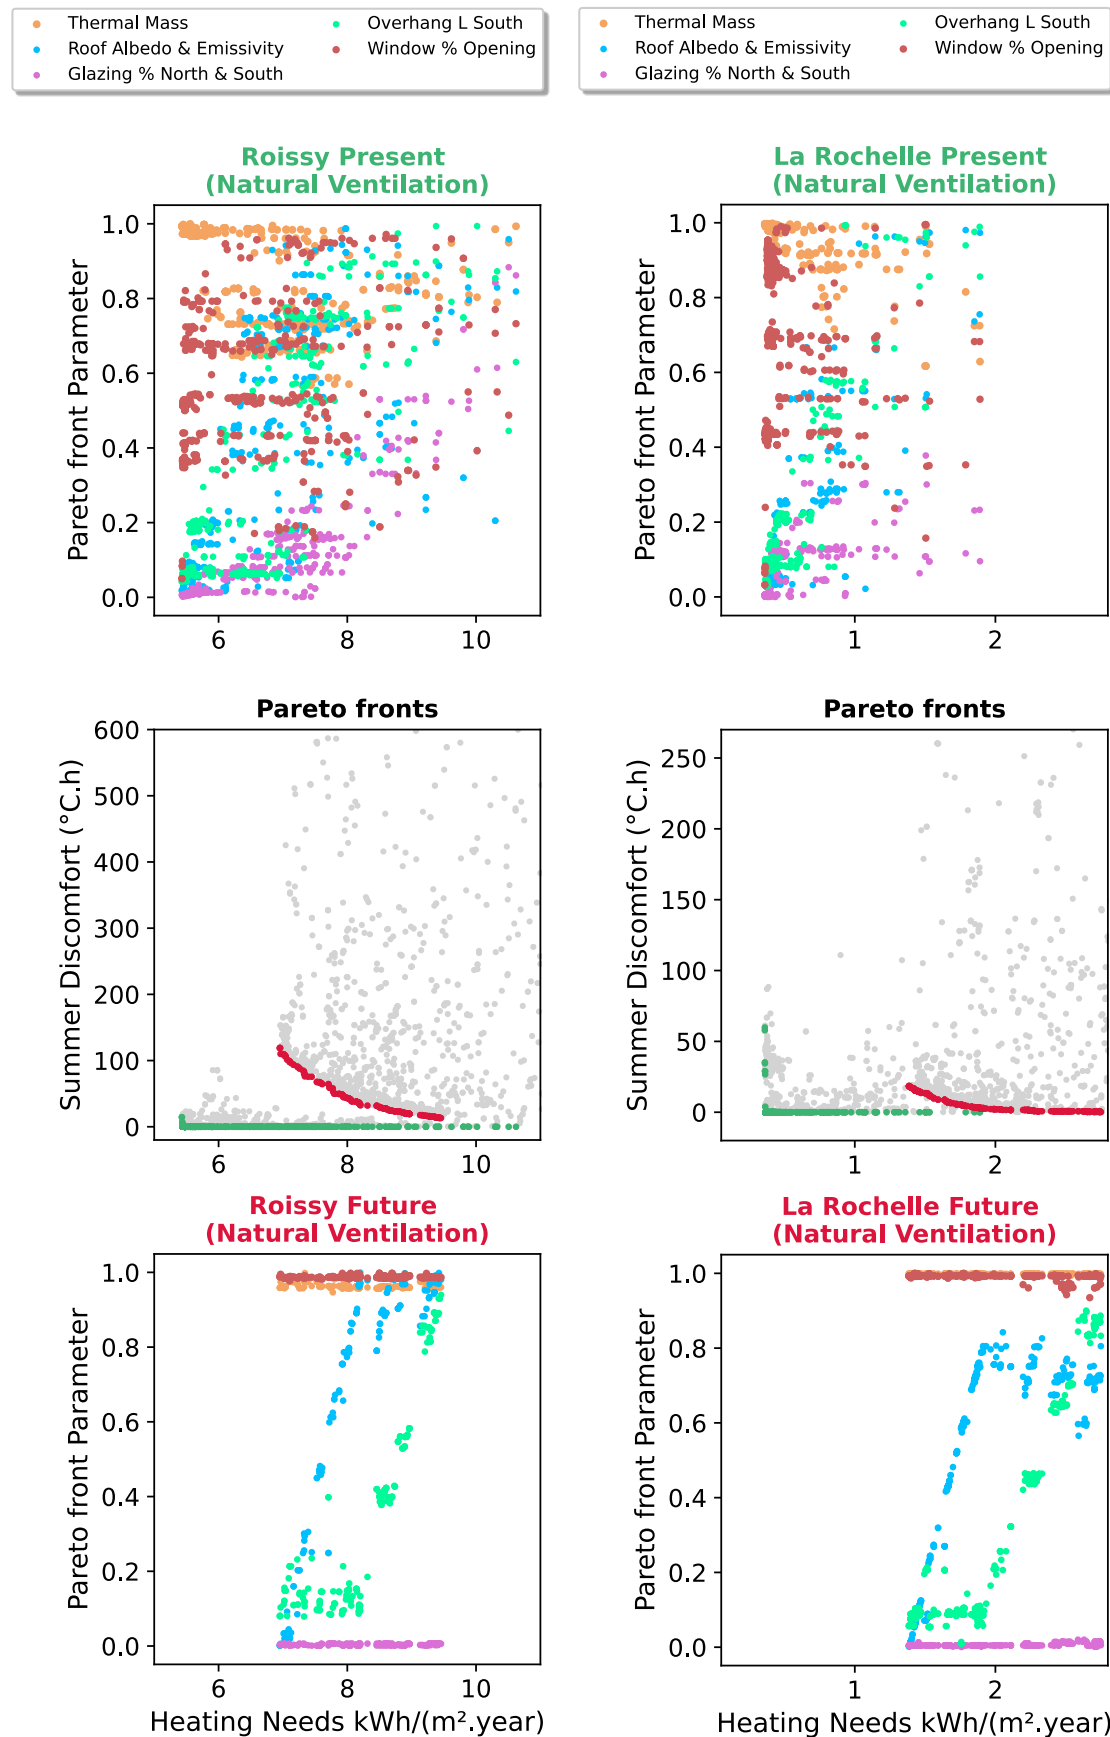 Thermal Mass
Roof Albedo & Emissivity
Glazing % North & South
Overhang L South
Window % Opening
Thermal Mass
Roof Albedo & Emissivity
Glazing % North & South
Overhang L South
Window % Opening
Roissy Present
(Natural Ventilation)
Pareto front Parameter
1.0
0.8
0.6
0.4
0.2
0.0
6 8 10
La Rochelle Present
(Natural Ventilation)
Pareto front Parameter
1.0
0.8
0.6
0.4
0.2
0.0
1 2
Pareto fronts
Summer Discomfort (°C.h)
600
500
400
300
200
100
0
6 8 10
Pareto fronts
Summer Discomfort (°C.h)
250
200
150
100
50
0
1 2
Roissy Future
(Natural Ventilation)
Pareto front Parameter
1.0
0.8
0.6
0.4
0.2
0.0
6 8 10
Heating Needs kWh/(m².year)
La Rochelle Future
(Natural Ventilation)
Pareto front Parameter
1.0
0.8
0.6
0.4
0.2
0.0
1 2
Heating Needs kWh/(m².year)